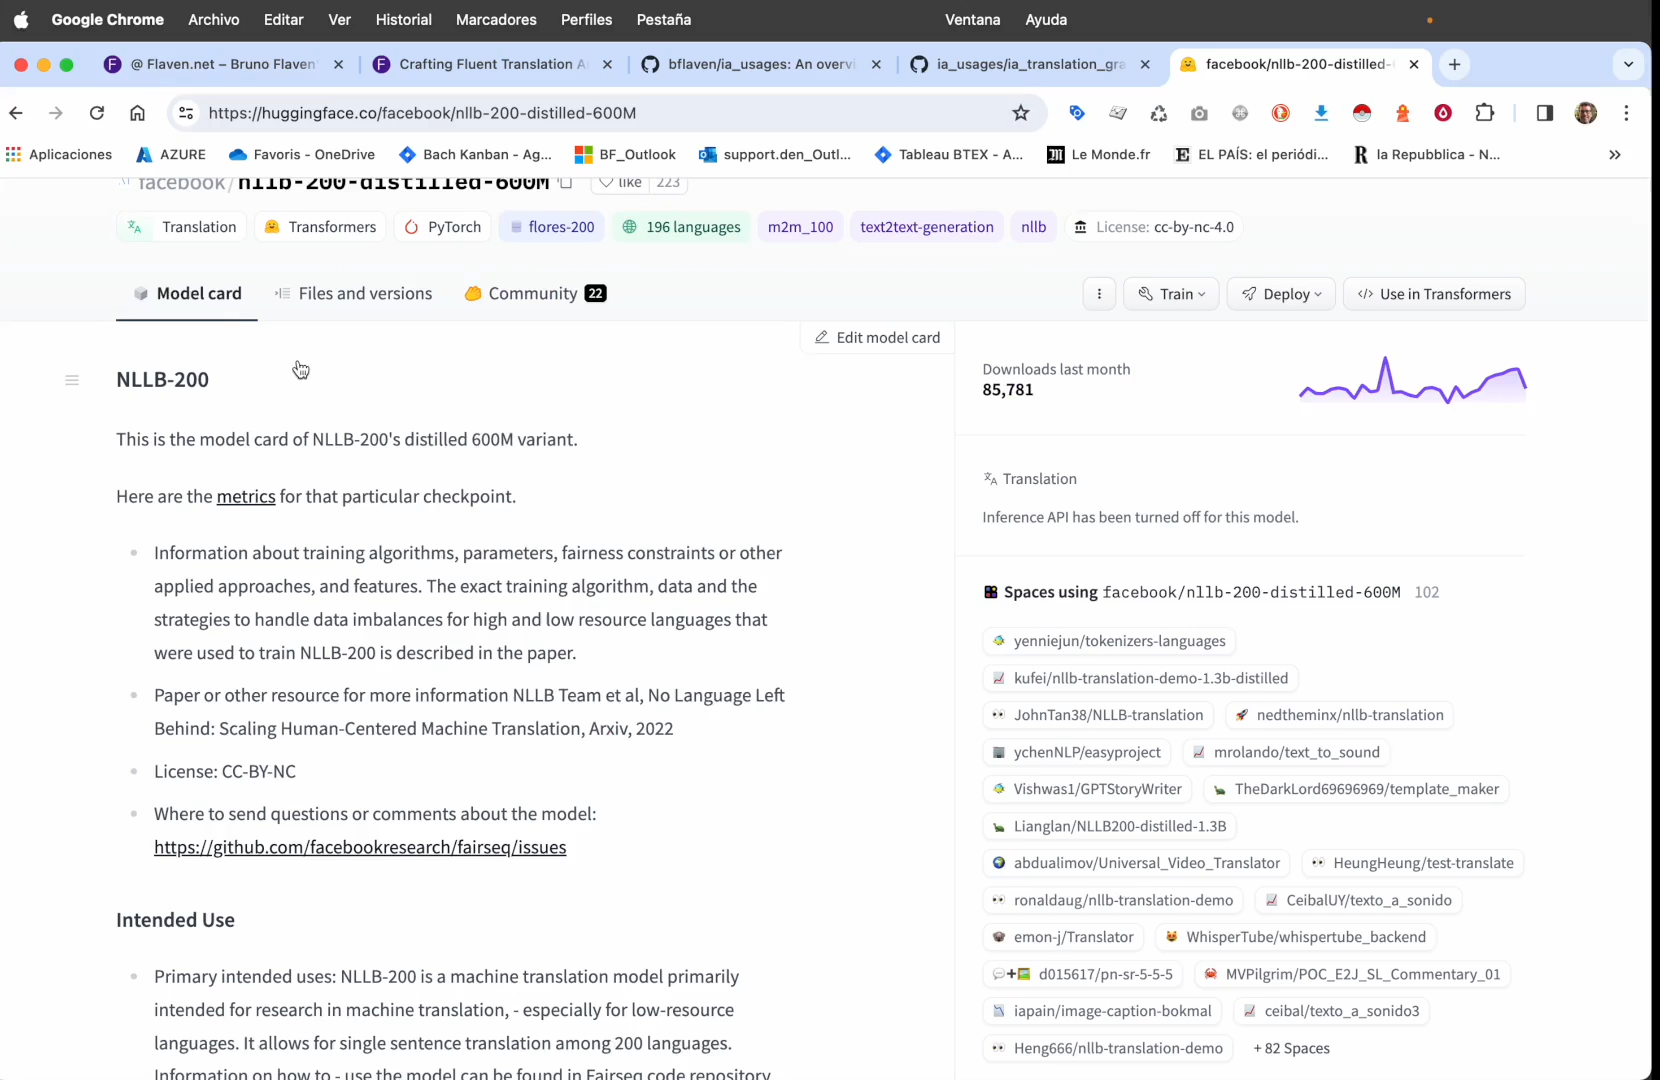 Google Chrome Archivo Editar Ver Historial Marcadores Perfiles Pestaña Ventana Ayuda
@ Flaven.net – Bruno Flaven
Crafting Fluent Translation A
bflaven/ia_usages: An overvi
ia_usages/ia_translation_gra
facebook/nllb-200-distilled-
https://huggingface.co/facebook/nllb-200-distilled-600M
Aplicaciones AZURE Favoris - OneDrive Bach Kanban - Ag... BF_Outlook support.den_Outl... Tableau BTEX - A... Le Monde.fr EL PAÍS: el periódi... la Repubblica - N...
facebook/nllb-200-distilled-600M like 223
Translation Transformers PyTorch flores-200 196 languages m2m_100 text2text-generation nllb License: cc-by-nc-4.0
Model card Files and versions Community 22 Train Deploy </> Use in Transformers
Edit model card
NLLB-200
This is the model card of NLLB-200's distilled 600M variant.
Here are the metrics for that particular checkpoint.
Information about training algorithms, parameters, fairness constraints or other
applied approaches, and features. The exact training algorithm, data and the
strategies to handle data imbalances for high and low resource languages that
were used to train NLLB-200 is described in the paper.
Paper or other resource for more information NLLB Team et al, No Language Left
Behind: Scaling Human-Centered Machine Translation, Arxiv, 2022
License: CC-BY-NC
Where to send questions or comments about the model:
https://github.com/facebookresearch/fairseq/issues
Intended Use
Primary intended uses: NLLB-200 is a machine translation model primarily
intended for research in machine translation, - especially for low-resource
languages. It allows for single sentence translation among 200 languages.
Information on how to - use the model can be found in Fairseq code repository
Downloads last month
85,781
Translation
Inference API has been turned off for this model.
Spaces using facebook/nllb-200-distilled-600M 102
yenniejun/tokenizers-languages
kufei/nllb-translation-demo-1.3b-distilled
JohnTan38/NLLB-translation nedtheminx/nllb-translation
ychenNLP/easyproject mrolando/text_to_sound
Vishwas1/GPTStoryWriter TheDarkLord69696969/template_maker
Lianglan/NLLB200-distilled-1.3B
abdualimov/Universal_Video_Translator HeungHeung/test-translate
ronaldaug/nllb-translation-demo CeibalUY/texto_a_sonido
emon-j/Translator WhisperTube/whispertube_backend
d015617/pn-sr-5-5-5 MVPilgrim/POC_E2J_SL_Commentary_01
iapain/image-caption-bokmal ceibal/texto_a_sonido3
Heng666/nllb-translation-demo + 82 Spaces